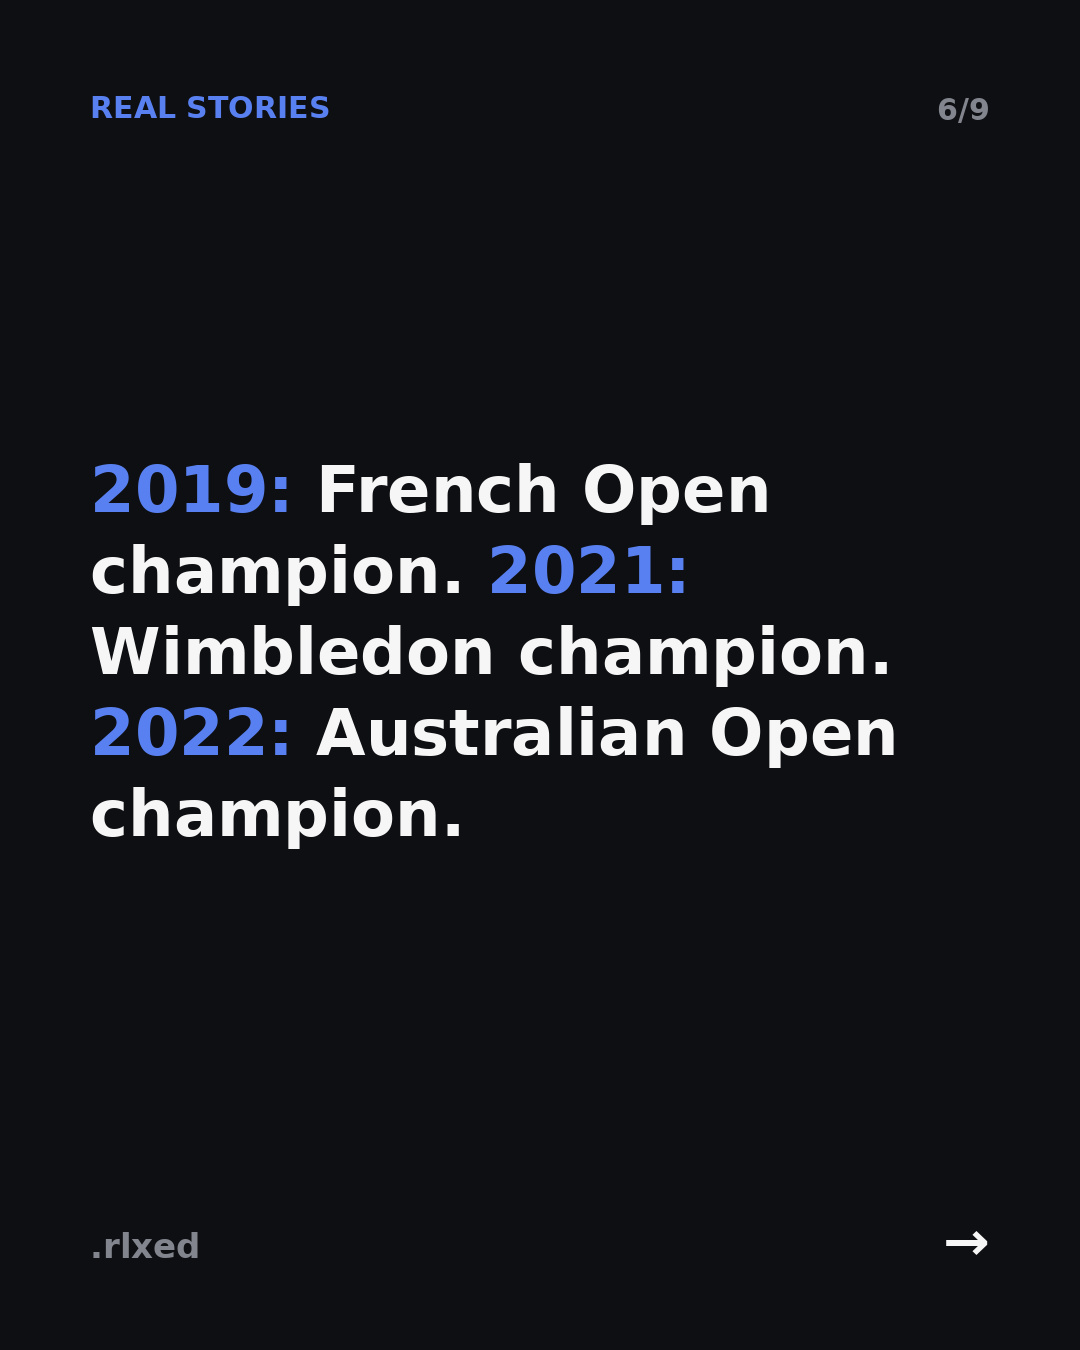 REAL STORIES
6/9
2019: French Open
champion. 2021:
Wimbledon champion.
2022: Australian Open
champion.
.rlxed
→